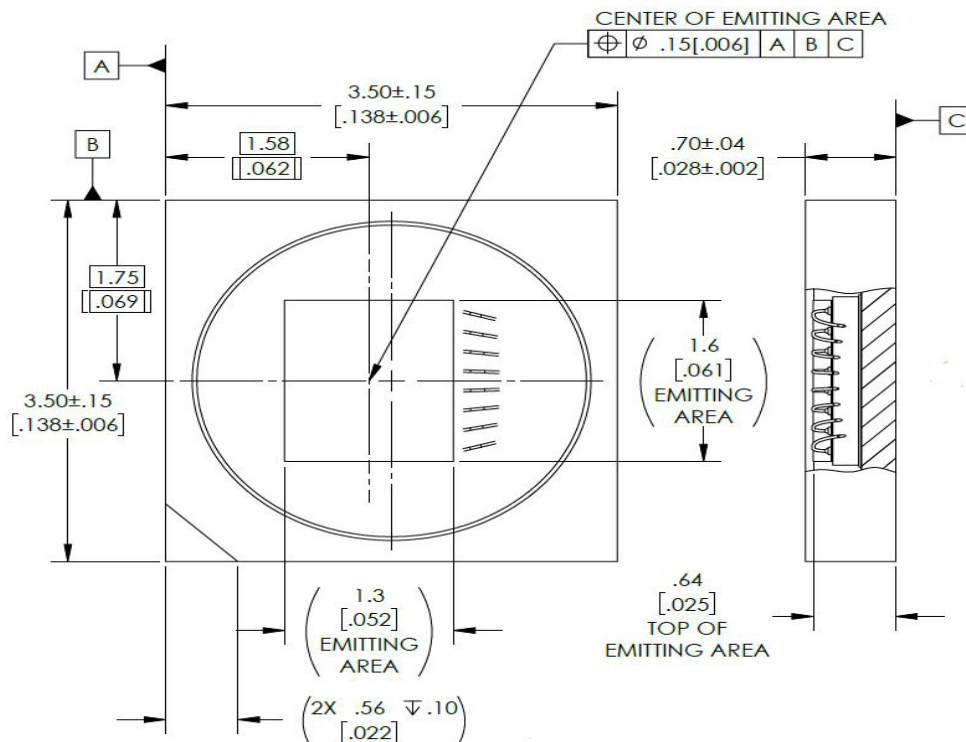 CENTER OF EMITTING AREA
⌖ Ø .15[.006] A B C
A
3.50±.15
[.138±.006]
C
B
1.58
[.062]
.70±.04
[.028±.002]
1.75
[.069]
1.6
[.061]
EMITTING
AREA
3.50±.15
[.138±.006]
1.3
[.052]
EMITTING
AREA
.64
[.025]
TOP OF
EMITTING AREA
(2X .56 ↧ .10)
[.022]